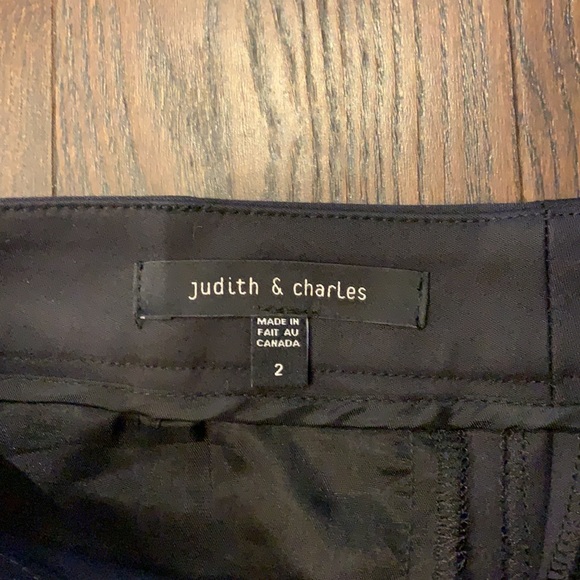 judith & charles
MADE IN
FAIT AU
CANADA
2